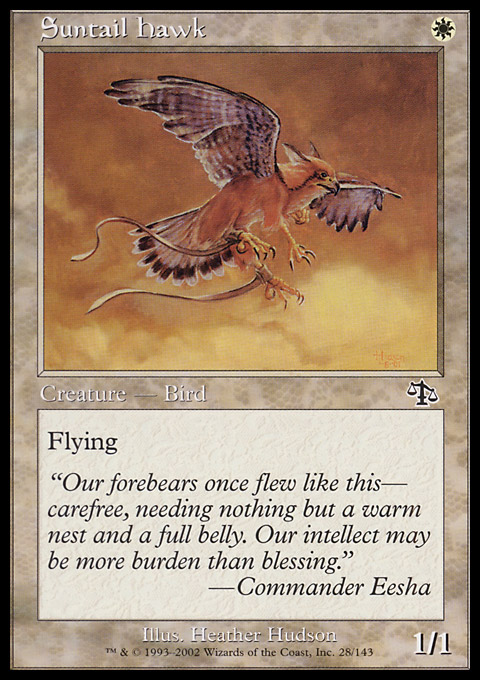 Suntail Hawk
Creature — Bird
Flying
“Our forebears once flew like this—
carefree, needing nothing but a warm
nest and a full belly. Our intellect may
be more burden than blessing.”
—Commander Eesha
Illus. Heather Hudson
1/1
™ & © 1993–2002 Wizards of the Coast, Inc. 28/143